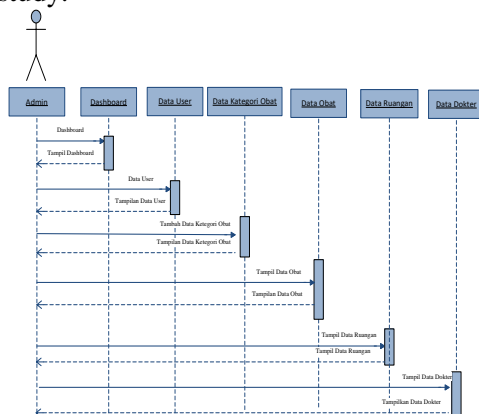 study.
Admin
Dashboard
Data User
Data Kategori Obat
Data Obat
Data Ruangan
Data Dokter
Dashboard
Tampil Dashboard
Data User
Tampilan Data User
Tambah Data Ketegori Obat
Tampilan Data Ketegori Obat
Tampil Data Obat
Tampilan Data Obat
Tampil Data Ruangan
Tampil Data Ruangan
Tampil Data Dokter
Tampilkan Data Dokter